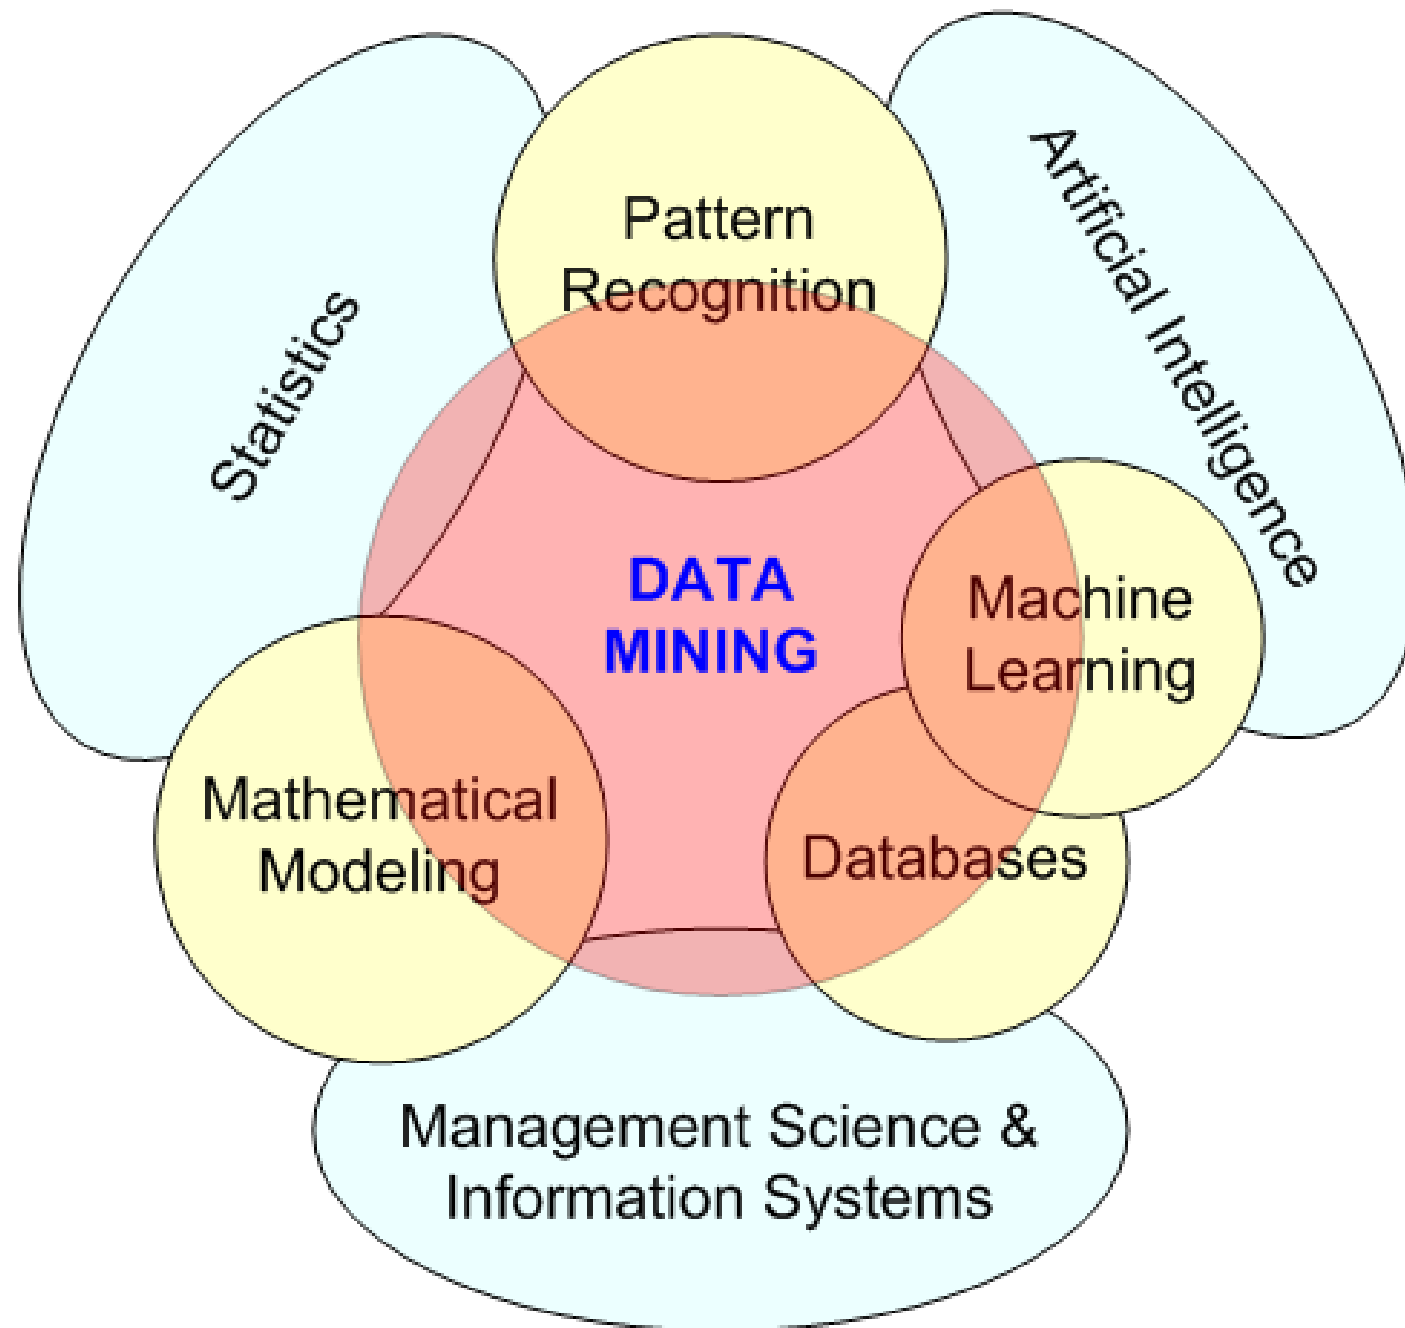 Pattern
Recognition
Artificial Intelligence
Statistics
DATA
MINING
Machine
Learning
Mathematical
Modeling
Databases
Management Science &
Information Systems